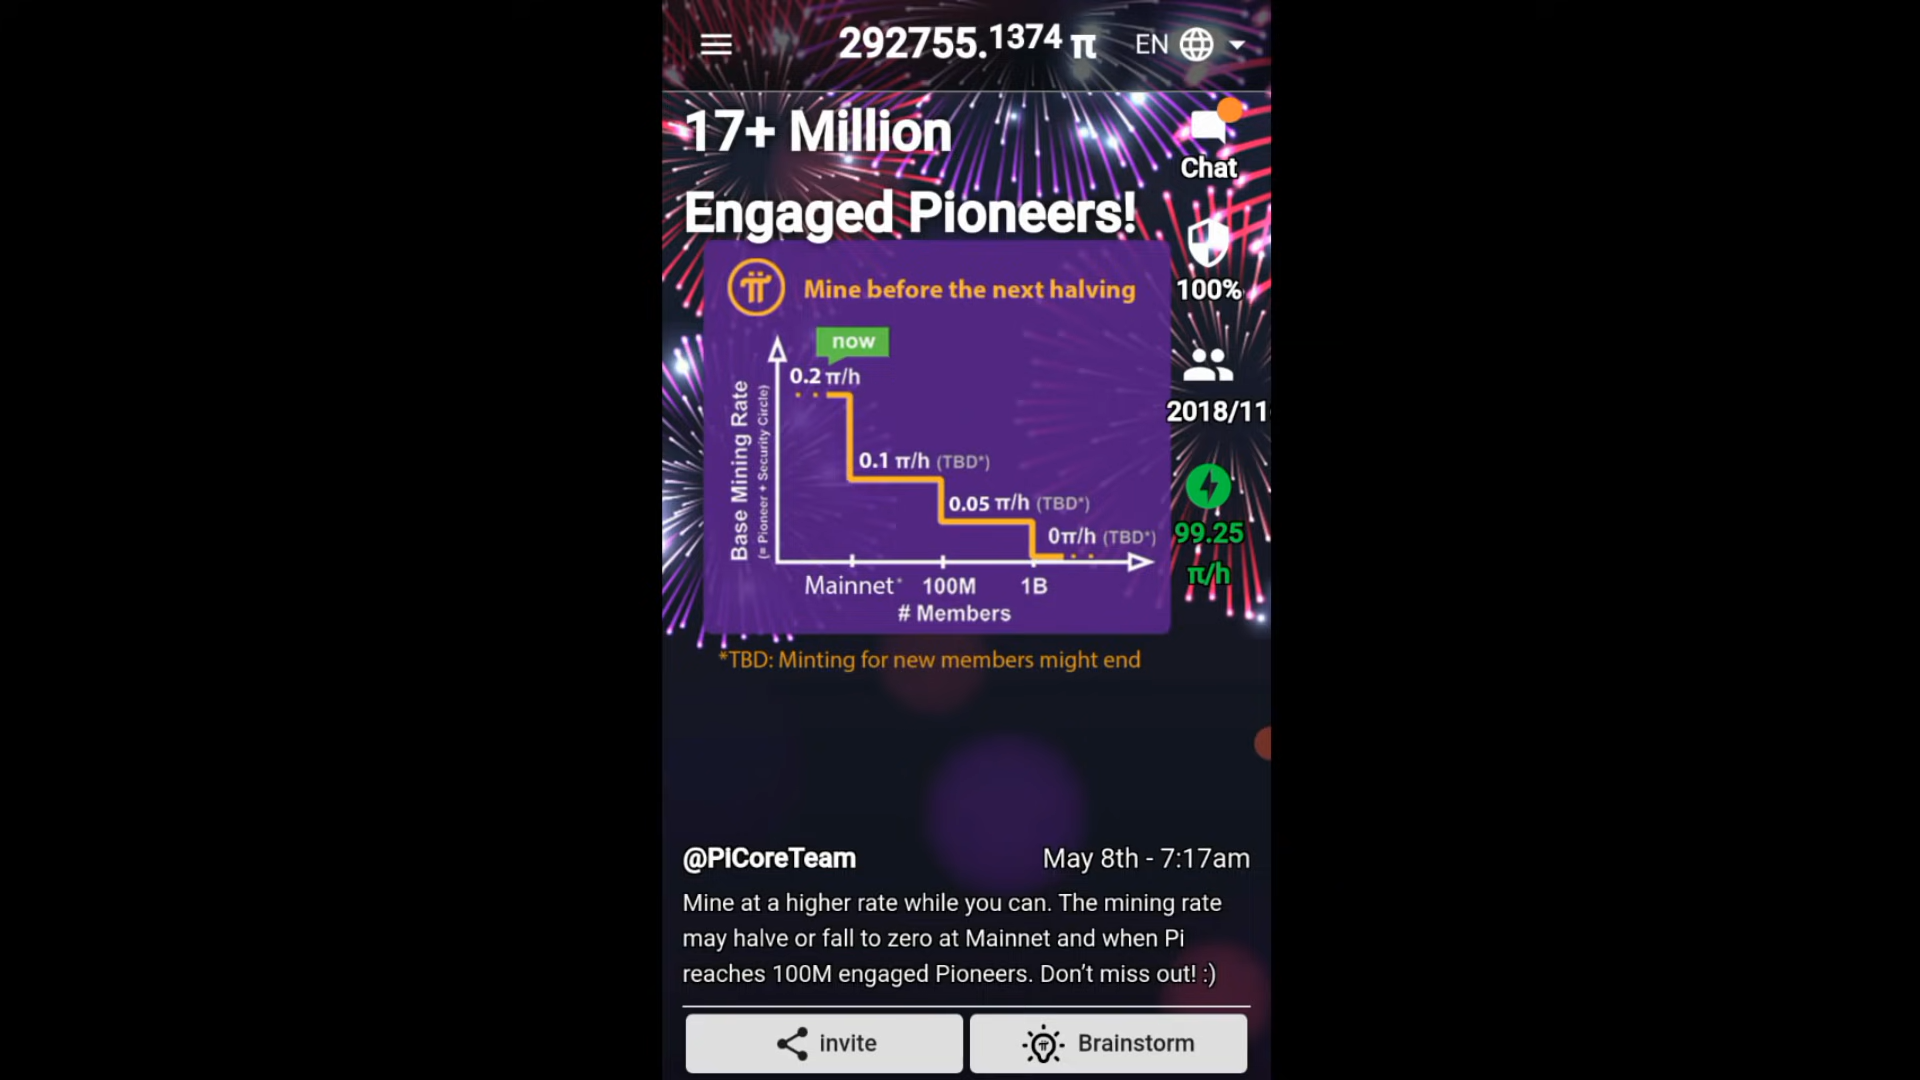 292755.1374 π EN
17+ Million
Engaged Pioneers!
Chat
100%
2018/11
99.25
π/h
Mine before the next halving
now
0.2 π/h
0.1 π/h (TBD*)
0.05 π/h (TBD*)
0π/h (TBD*)
Base Mining Rate
(= Pioneer + Security Circle)
Mainnet* 100M 1B
# Members
*TBD: Minting for new members might end
@PiCoreTeam May 8th - 7:17am
Mine at a higher rate while you can. The mining rate
may halve or fall to zero at Mainnet and when Pi
reaches 100M engaged Pioneers. Don’t miss out! :)
invite Brainstorm